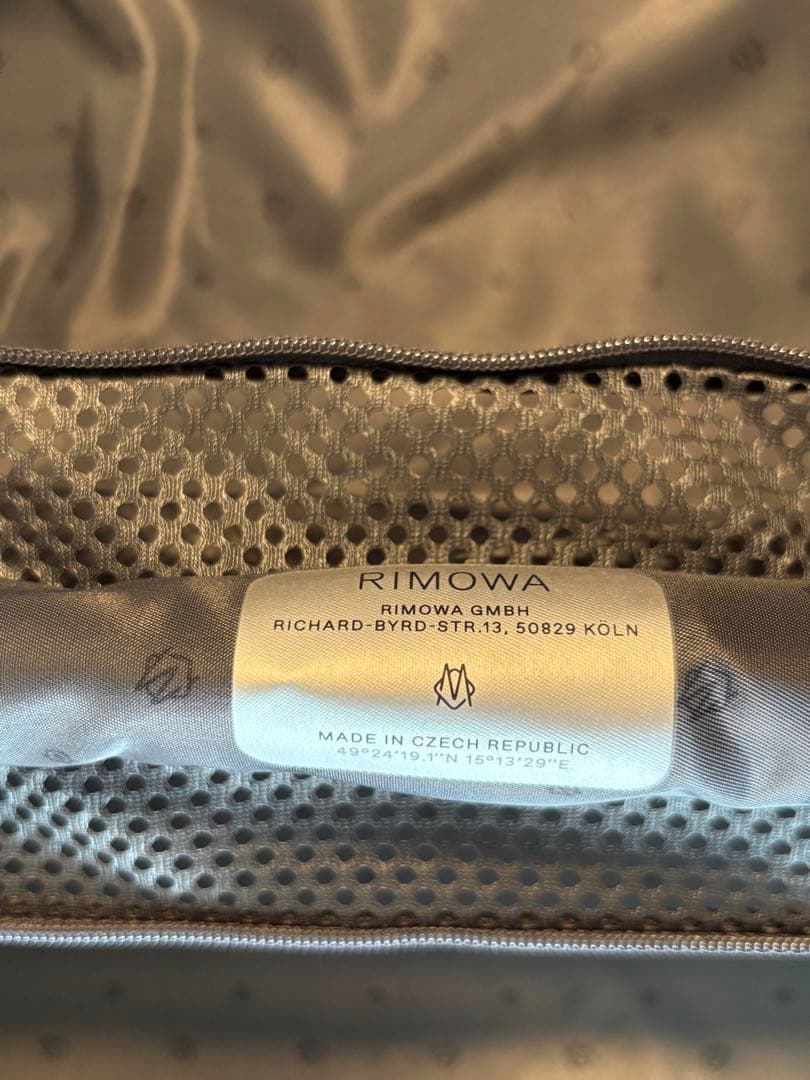 RIMOWA
RIMOWA GMBH
RICHARD-BYRD-STR.13, 50829 KÖLN
MADE IN CZECH REPUBLIC
49°24'19.1"N 15°13'29"E